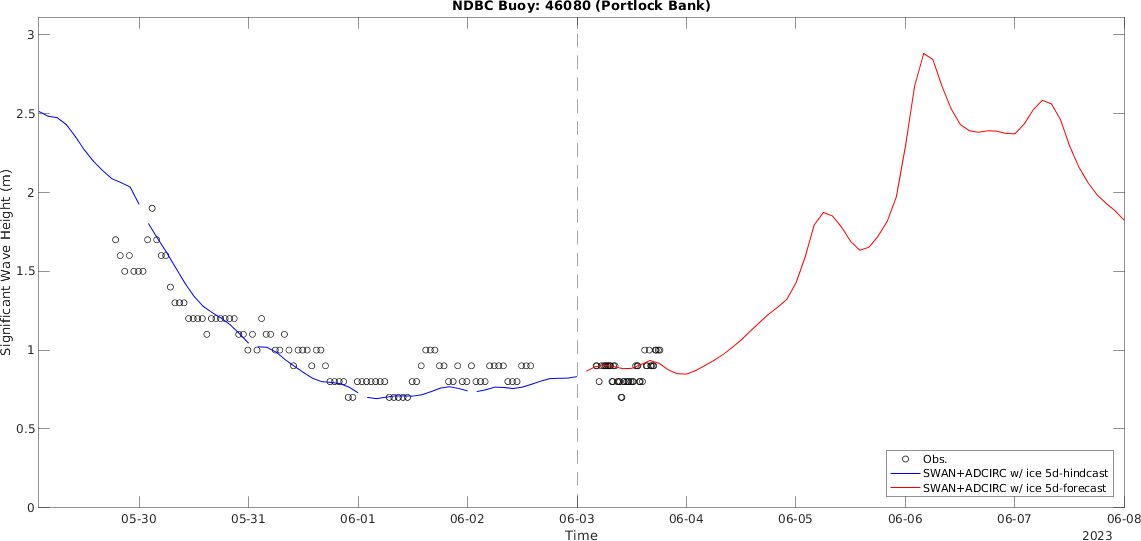 NDBC Buoy: 46080 (Portlock Bank)
Significant Wave Height (m)
3
2.5
2
1.5
1
0.5
0
05-30 05-31 06-01 06-02 06-03 06-04 06-05 06-06 06-07 06-08
Time
2023
Obs.
SWAN+ADCIRC w/ ice 5d-hindcast
SWAN+ADCIRC w/ ice 5d-forecast